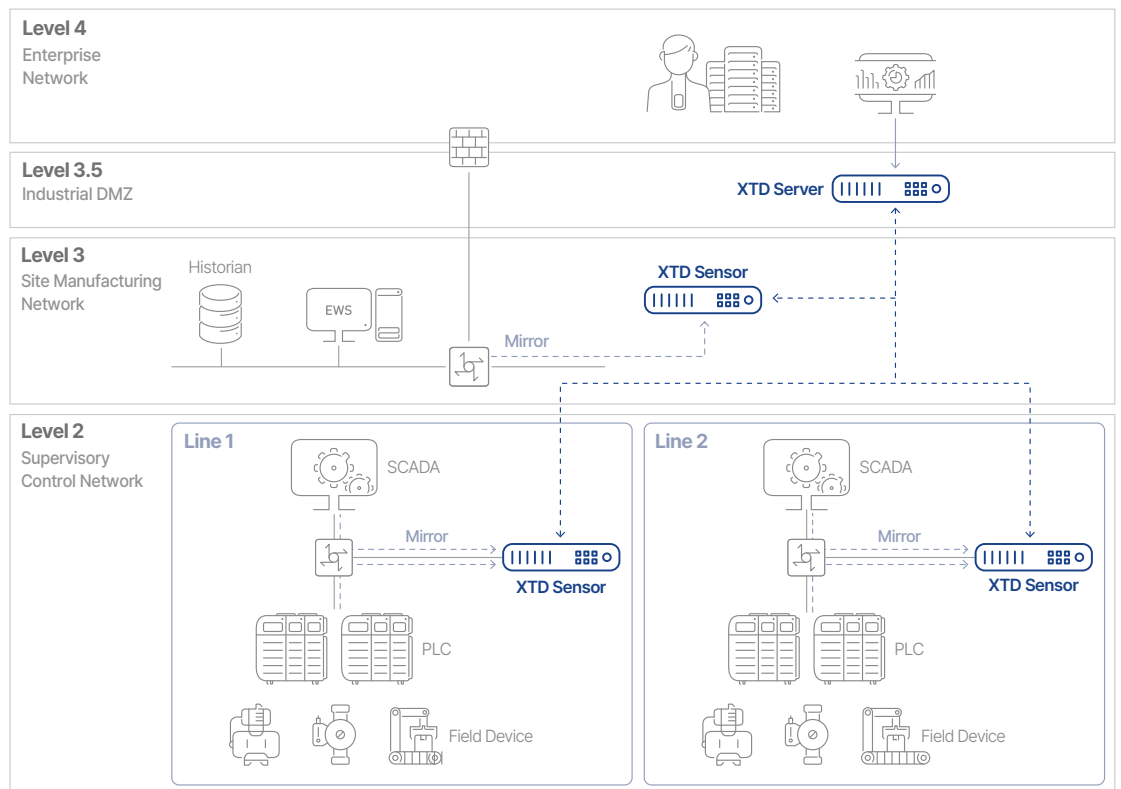 Level 4
Enterprise
Network
Level 3.5
Industrial DMZ
XTD Server
Level 3
Site Manufacturing
Network
Historian
EWS
XTD Sensor
Mirror
Level 2
Supervisory
Control Network
Line 1
SCADA
Mirror
XTD Sensor
PLC
Field Device
Line 2
SCADA
Mirror
XTD Sensor
PLC
Field Device